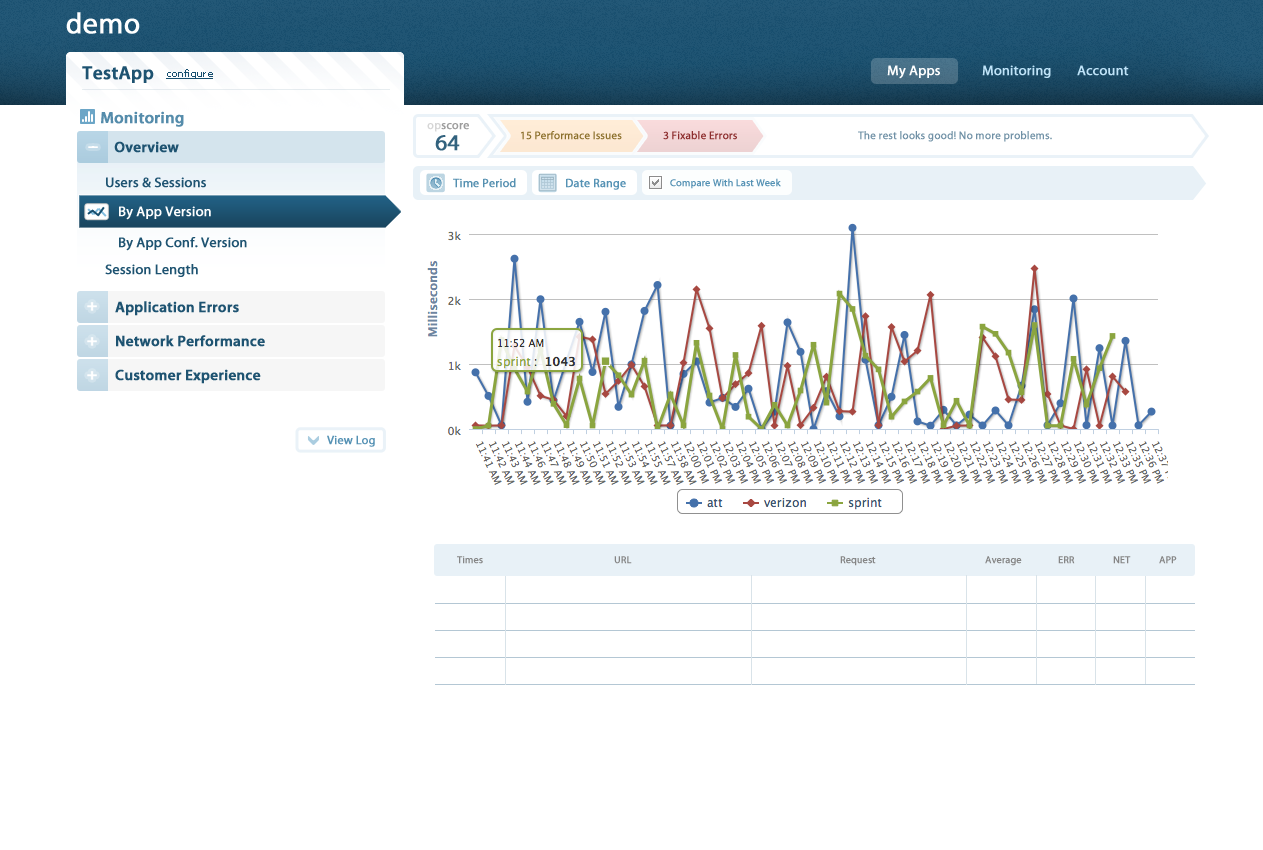 demo
TestApp configure
My Apps Monitoring Account
Monitoring
Overview
Users & Sessions
By App Version
By App Conf. Version
Session Length
Application Errors
Network Performance
Customer Experience
View Log
opscore
64
15 Performace Issues
3 Fixable Errors
The rest looks good! No more problems.
Time Period
Date Range
Compare With Last Week
Milliseconds
3k
2k
1k
0k
11:52 AM
sprint : 1043
11:41 AM
11:42 AM
11:43 AM
11:44 AM
11:46 AM
11:47 AM
11:48 AM
11:49 AM
11:50 AM
11:51 AM
11:52 AM
11:53 AM
11:54 AM
11:55 AM
11:57 AM
11:58 AM
12:00 PM
12:01 PM
12:02 PM
12:03 PM
12:04 PM
12:05 PM
12:06 PM
12:07 PM
12:08 PM
12:09 PM
12:10 PM
12:11 PM
12:12 PM
12:13 PM
12:14 PM
12:15 PM
12:16 PM
12:17 PM
12:18 PM
12:19 PM
12:20 PM
12:21 PM
12:22 PM
12:23 PM
12:24 PM
12:25 PM
12:26 PM
12:27 PM
12:28 PM
12:29 PM
12:30 PM
12:31 PM
12:32 PM
12:33 PM
12:35 PM
12:36 PM
12:37
att verizon sprint
Times URL Request Average ERR NET APP